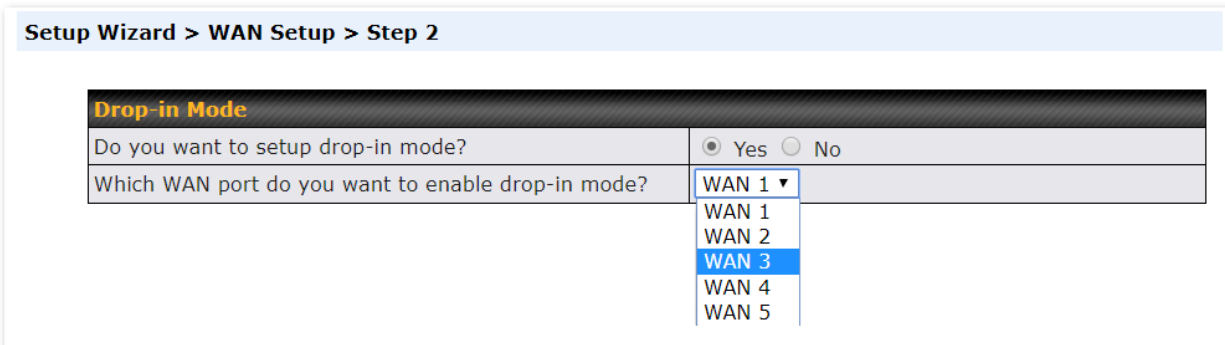 Setup Wizard > WAN Setup > Step 2
Drop-in Mode
Do you want to setup drop-in mode? Yes No
Which WAN port do you want to enable drop-in mode? WAN 1
WAN 1
WAN 2
WAN 3
WAN 4
WAN 5